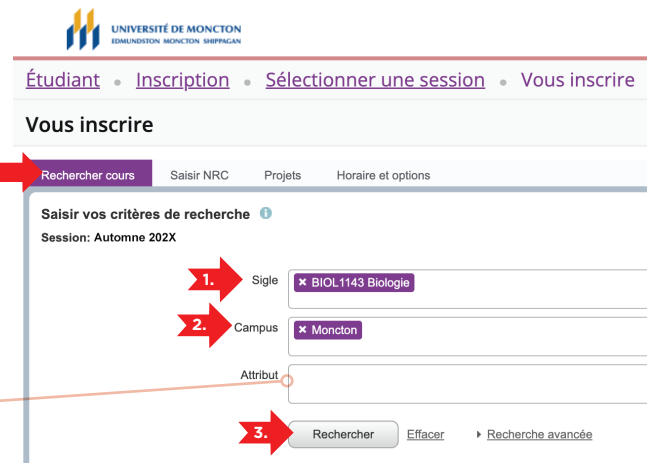 UNIVERSITÉ DE MONCTON
EDMUNDSTON MONCTON SHIPPAGAN
Étudiant • Inscription • Sélectionner une session • Vous inscrire
Vous inscrire
Rechercher cours Saisir NRC Projets Horaire et options
Saisir vos critères de recherche i
Session: Automne 202X
1. Sigle × BIOL1143 Biologie
2. Campus × Moncton
Attribut
3. Rechercher Effacer Recherche avancée